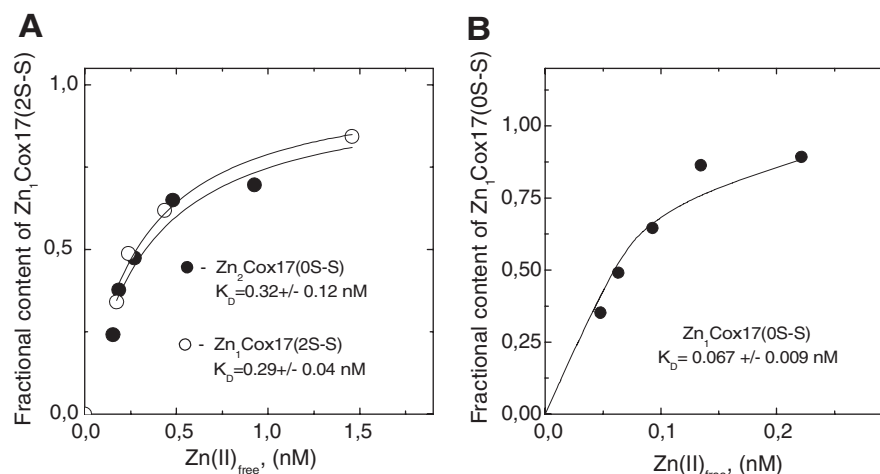 A
Fractional content of Zn1Cox17(2S-S)
1,0
0,5
0,0
0,0
0,5
1,0
1,5
- Zn2Cox17(0S-S)
KD=0.32+/- 0.12 nM
- Zn1Cox17(2S-S)
KD=0.29+/- 0.04 nM
Zn(II)free, (nM)
B
Fractional content of Zn1Cox17(0S-S)
1,00
0,75
0,50
0,25
0,00
0,0
0,1
0,2
Zn1Cox17(0S-S)
KD= 0.067 +/- 0.009 nM
Zn(II)free, (nM)